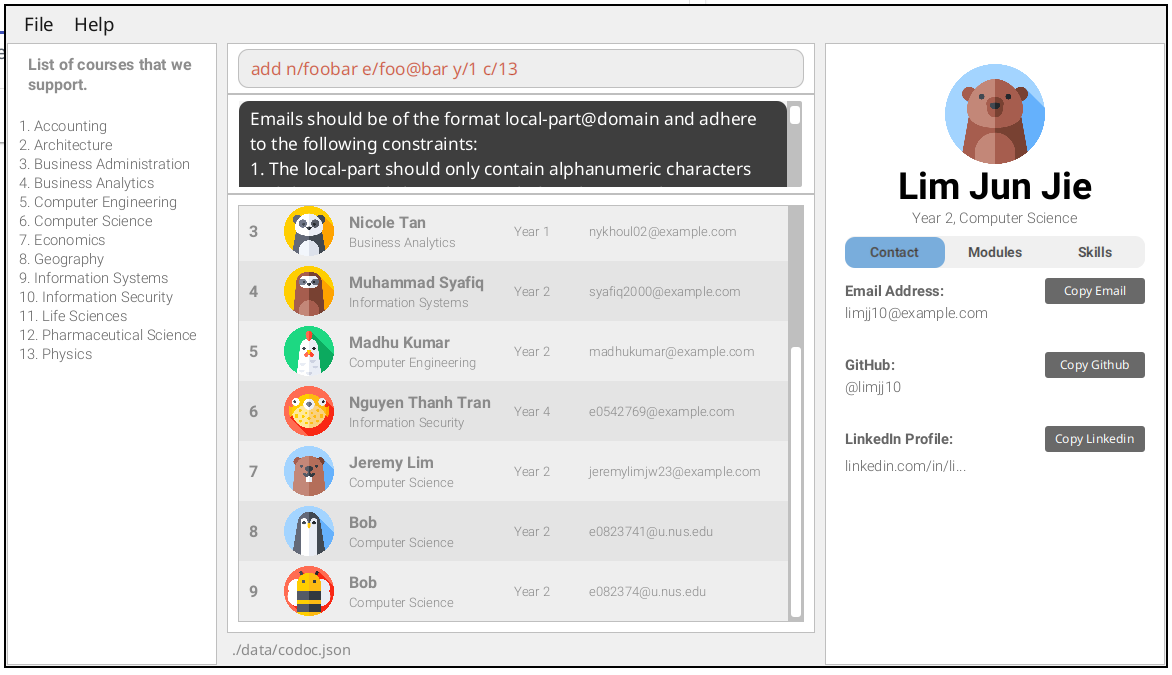 File Help
List of courses that we
support.
1. Accounting
2. Architecture
3. Business Administration
4. Business Analytics
5. Computer Engineering
6. Computer Science
7. Economics
8. Geography
9. Information Systems
10. Information Security
11. Life Sciences
12. Pharmaceutical Science
13. Physics
add n/foobar e/foo@bar y/1 c/13
Emails should be of the format local-part@domain and adhere
to the following constraints:
1. The local-part should only contain alphanumeric characters
3 Nicole Tan Year 1 nykhoul02@example.com
Business Analytics
4 Muhammad Syafiq Year 2 syafiq2000@example.com
Information Systems
5 Madhu Kumar Year 2 madhukumar@example.com
Computer Engineering
6 Nguyen Thanh Tran Year 4 e0542769@example.com
Information Security
7 Jeremy Lim Year 2 jeremylimjw23@example.com
Computer Science
8 Bob Year 2 e0823741@u.nus.edu
Computer Science
9 Bob Year 2 e082374@u.nus.edu
Computer Science
./data/codoc.json
Lim Jun Jie
Year 2, Computer Science
Contact Modules Skills
Email Address: Copy Email
limjj10@example.com
GitHub: Copy Github
@limjj10
LinkedIn Profile: Copy Linkedin
linkedin.com/in/li...